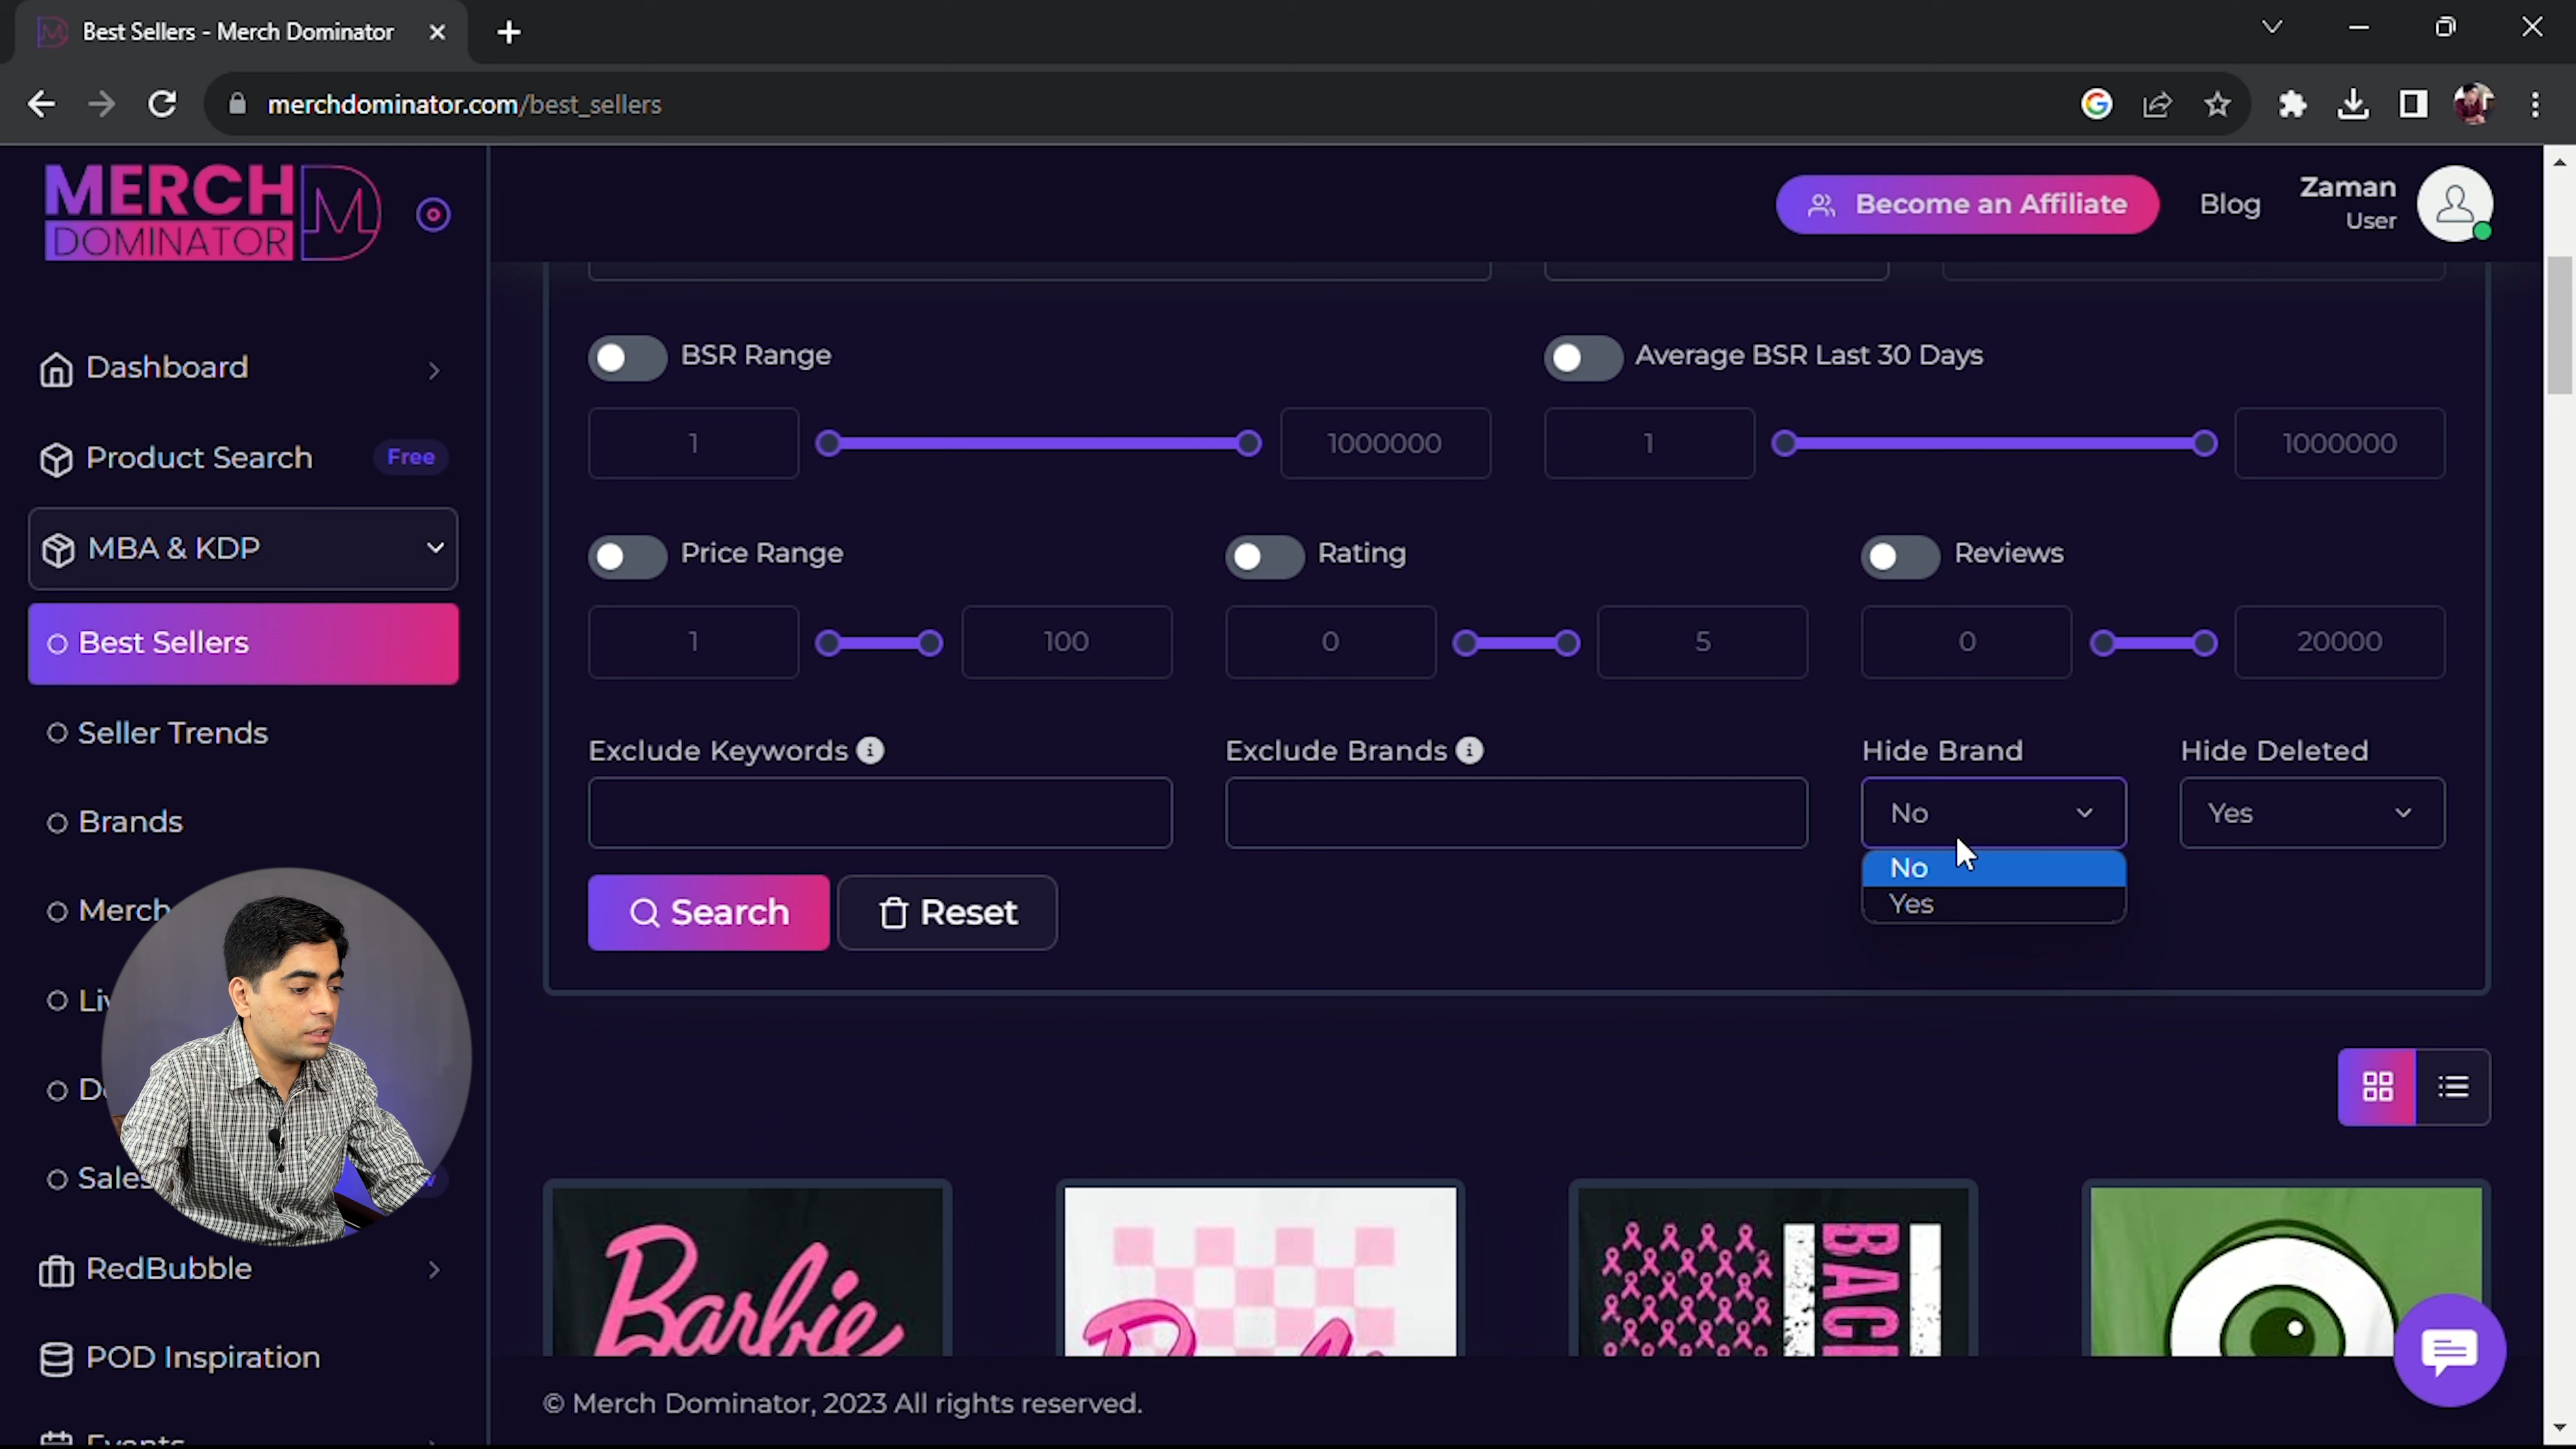 Best Sellers - Merch Dominator
merchdominator.com/best_sellers
MERCH
DOMINATOR
Become an Affiliate
Blog
Zaman
User
Dashboard
Product Search
Free
MBA & KDP
Best Sellers
Seller Trends
Brands
Merch
Sales
RedBubble
POD Inspiration
Events
BSR Range
Average BSR Last 30 Days
1
1000000
1
1000000
Price Range
Rating
Reviews
1
100
0
5
0
20000
Exclude Keywords
Exclude Brands
Hide Brand
Hide Deleted
No
Yes
No
Yes
Search
Reset
Barbie
BACK
© Merch Dominator, 2023 All rights reserved.